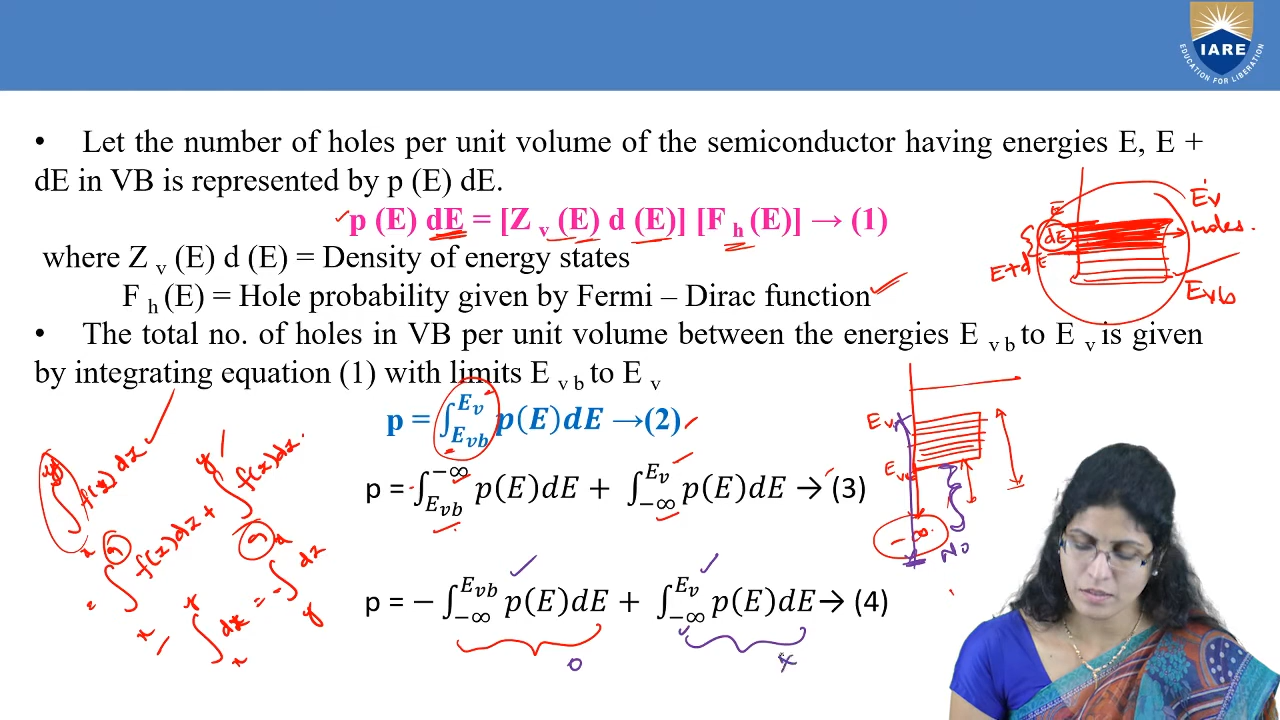 IARE
EDUCATION FOR LIBERATION
• Let the number of holes per unit volume of the semiconductor having energies E, E +
dE in VB is represented by p (E) dE.
p (E) dE = [Z v (E) d (E)] [F h (E)] → (1)
where Z v (E) d (E) = Density of energy states
F h (E) = Hole probability given by Fermi – Dirac function
• The total no. of holes in VB per unit volume between the energies E v b to E v is given
by integrating equation (1) with limits E v b to E v
p = ∫_{Evb}^{Ev} p(E)dE →(2)
p = ∫_{Evb}^{−∞} p(E)dE + ∫_{−∞}^{Ev} p(E)dE → (3)
p = − ∫_{−∞}^{Evb} p(E)dE + ∫_{−∞}^{Ev} p(E)dE → (4)
E
dE
E+dE
Ev
holes.
Evb
Ev
−∞
No
∫ f(x)dx
= ∫ f(x)dx + ∫ f(x)dx
− ∫ dx = ∫ dx
0